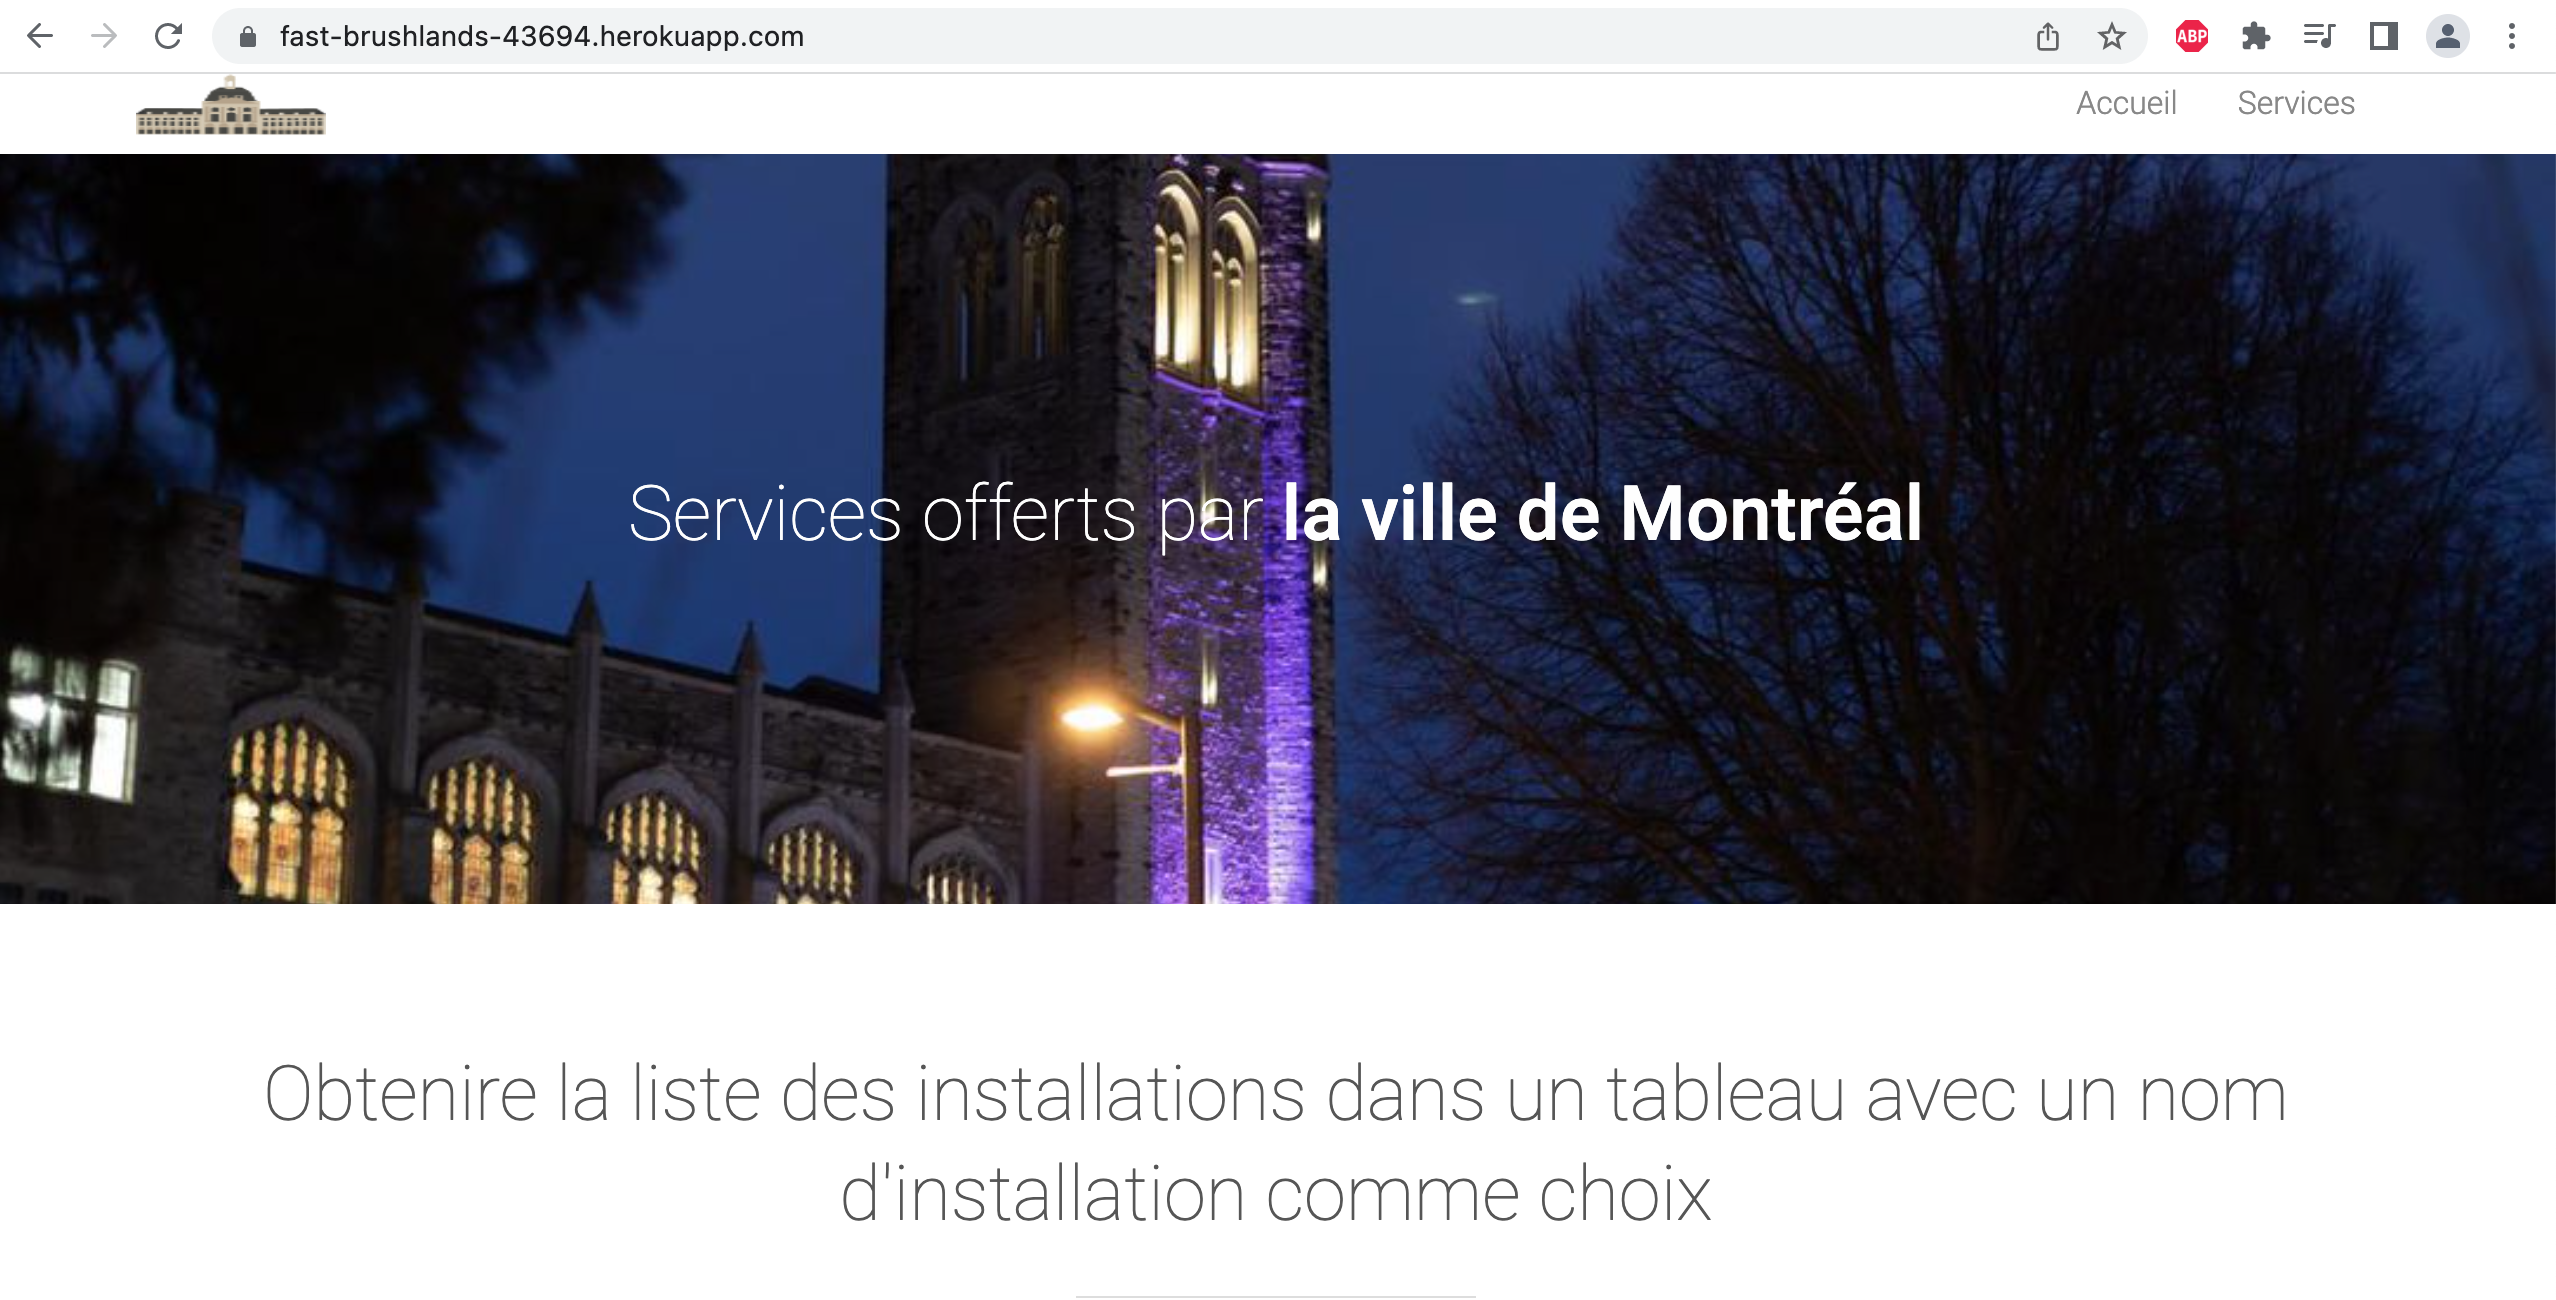 fast-brushlands-43694.herokuapp.com
ABP
Accueil Services
Services offerts par la ville de Montréal
Obtenire la liste des installations dans un tableau avec un nom
d'installation comme choix